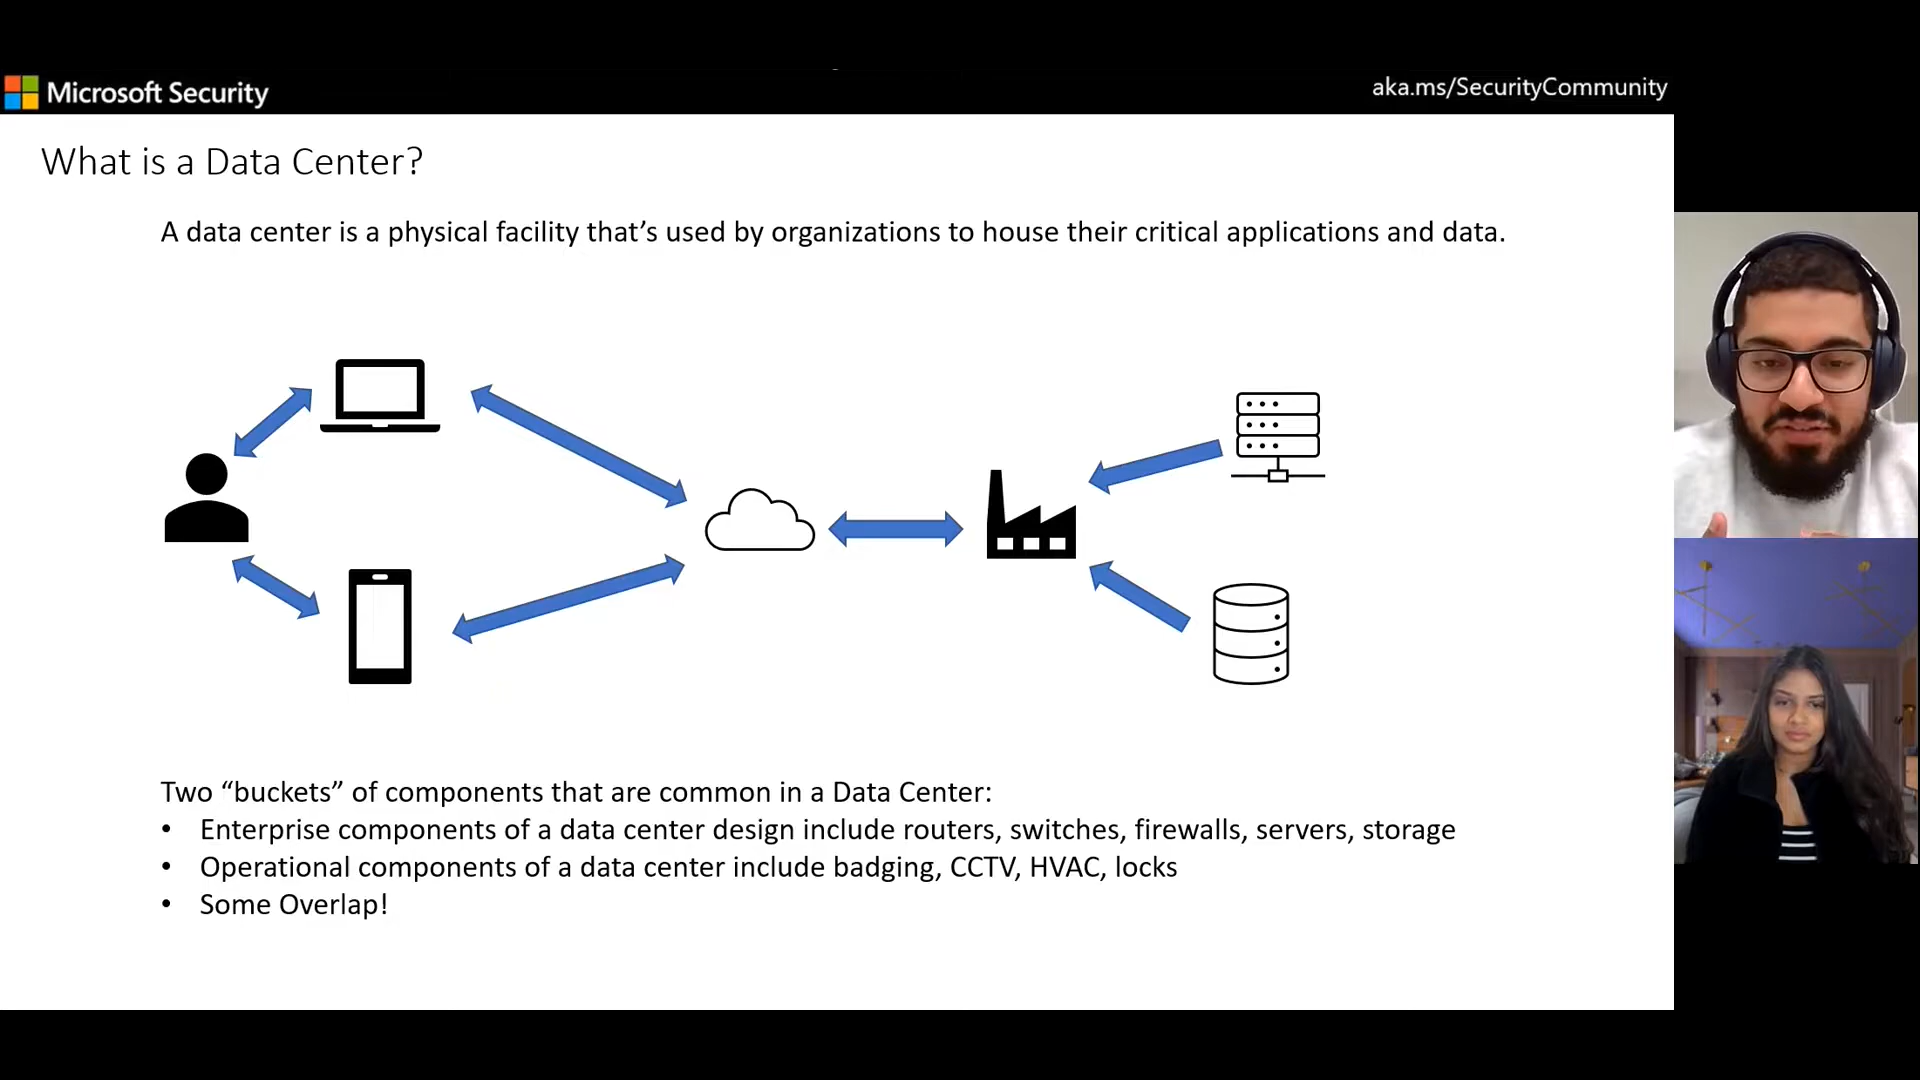 Microsoft Security
aka.ms/SecurityCommunity
What is a Data Center?
A data center is a physical facility that’s used by organizations to house their critical applications and data.
Two “buckets” of components that are common in a Data Center:
• Enterprise components of a data center design include routers, switches, firewalls, servers, storage
• Operational components of a data center include badging, CCTV, HVAC, locks
• Some Overlap!